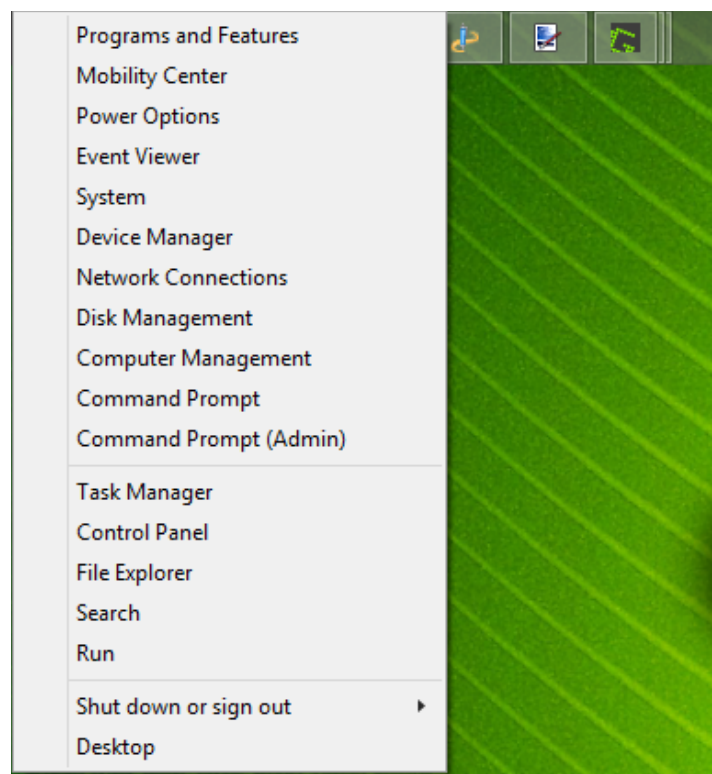 Programs and Features
Mobility Center
Power Options
Event Viewer
System
Device Manager
Network Connections
Disk Management
Computer Management
Command Prompt
Command Prompt (Admin)
Task Manager
Control Panel
File Explorer
Search
Run
Shut down or sign out
Desktop